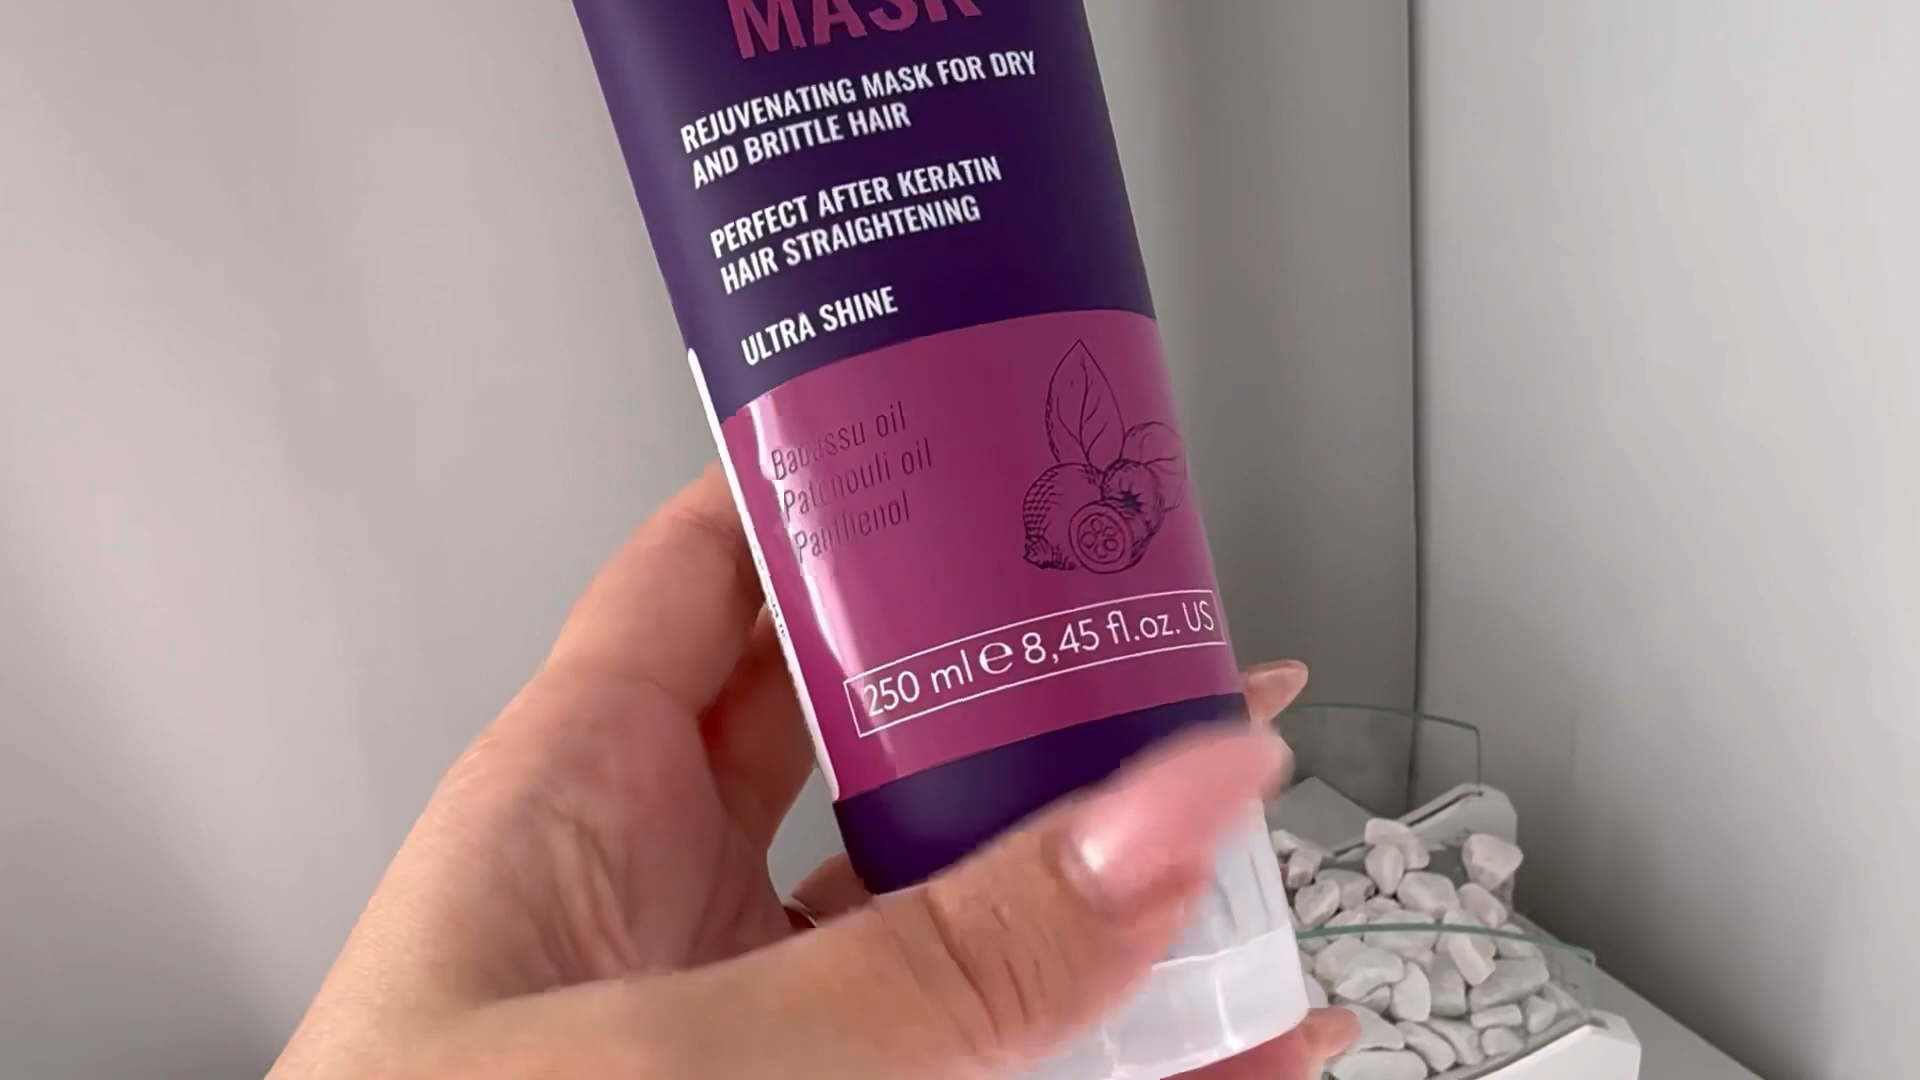 MASK
REJUVENATING MASK FOR DRY
AND BRITTLE HAIR
PERFECT AFTER KERATIN
HAIR STRAIGHTENING
ULTRA SHINE
Babassu oil
Patchouli oil
Panthenol
250 ml e 8,45 fl.oz. US